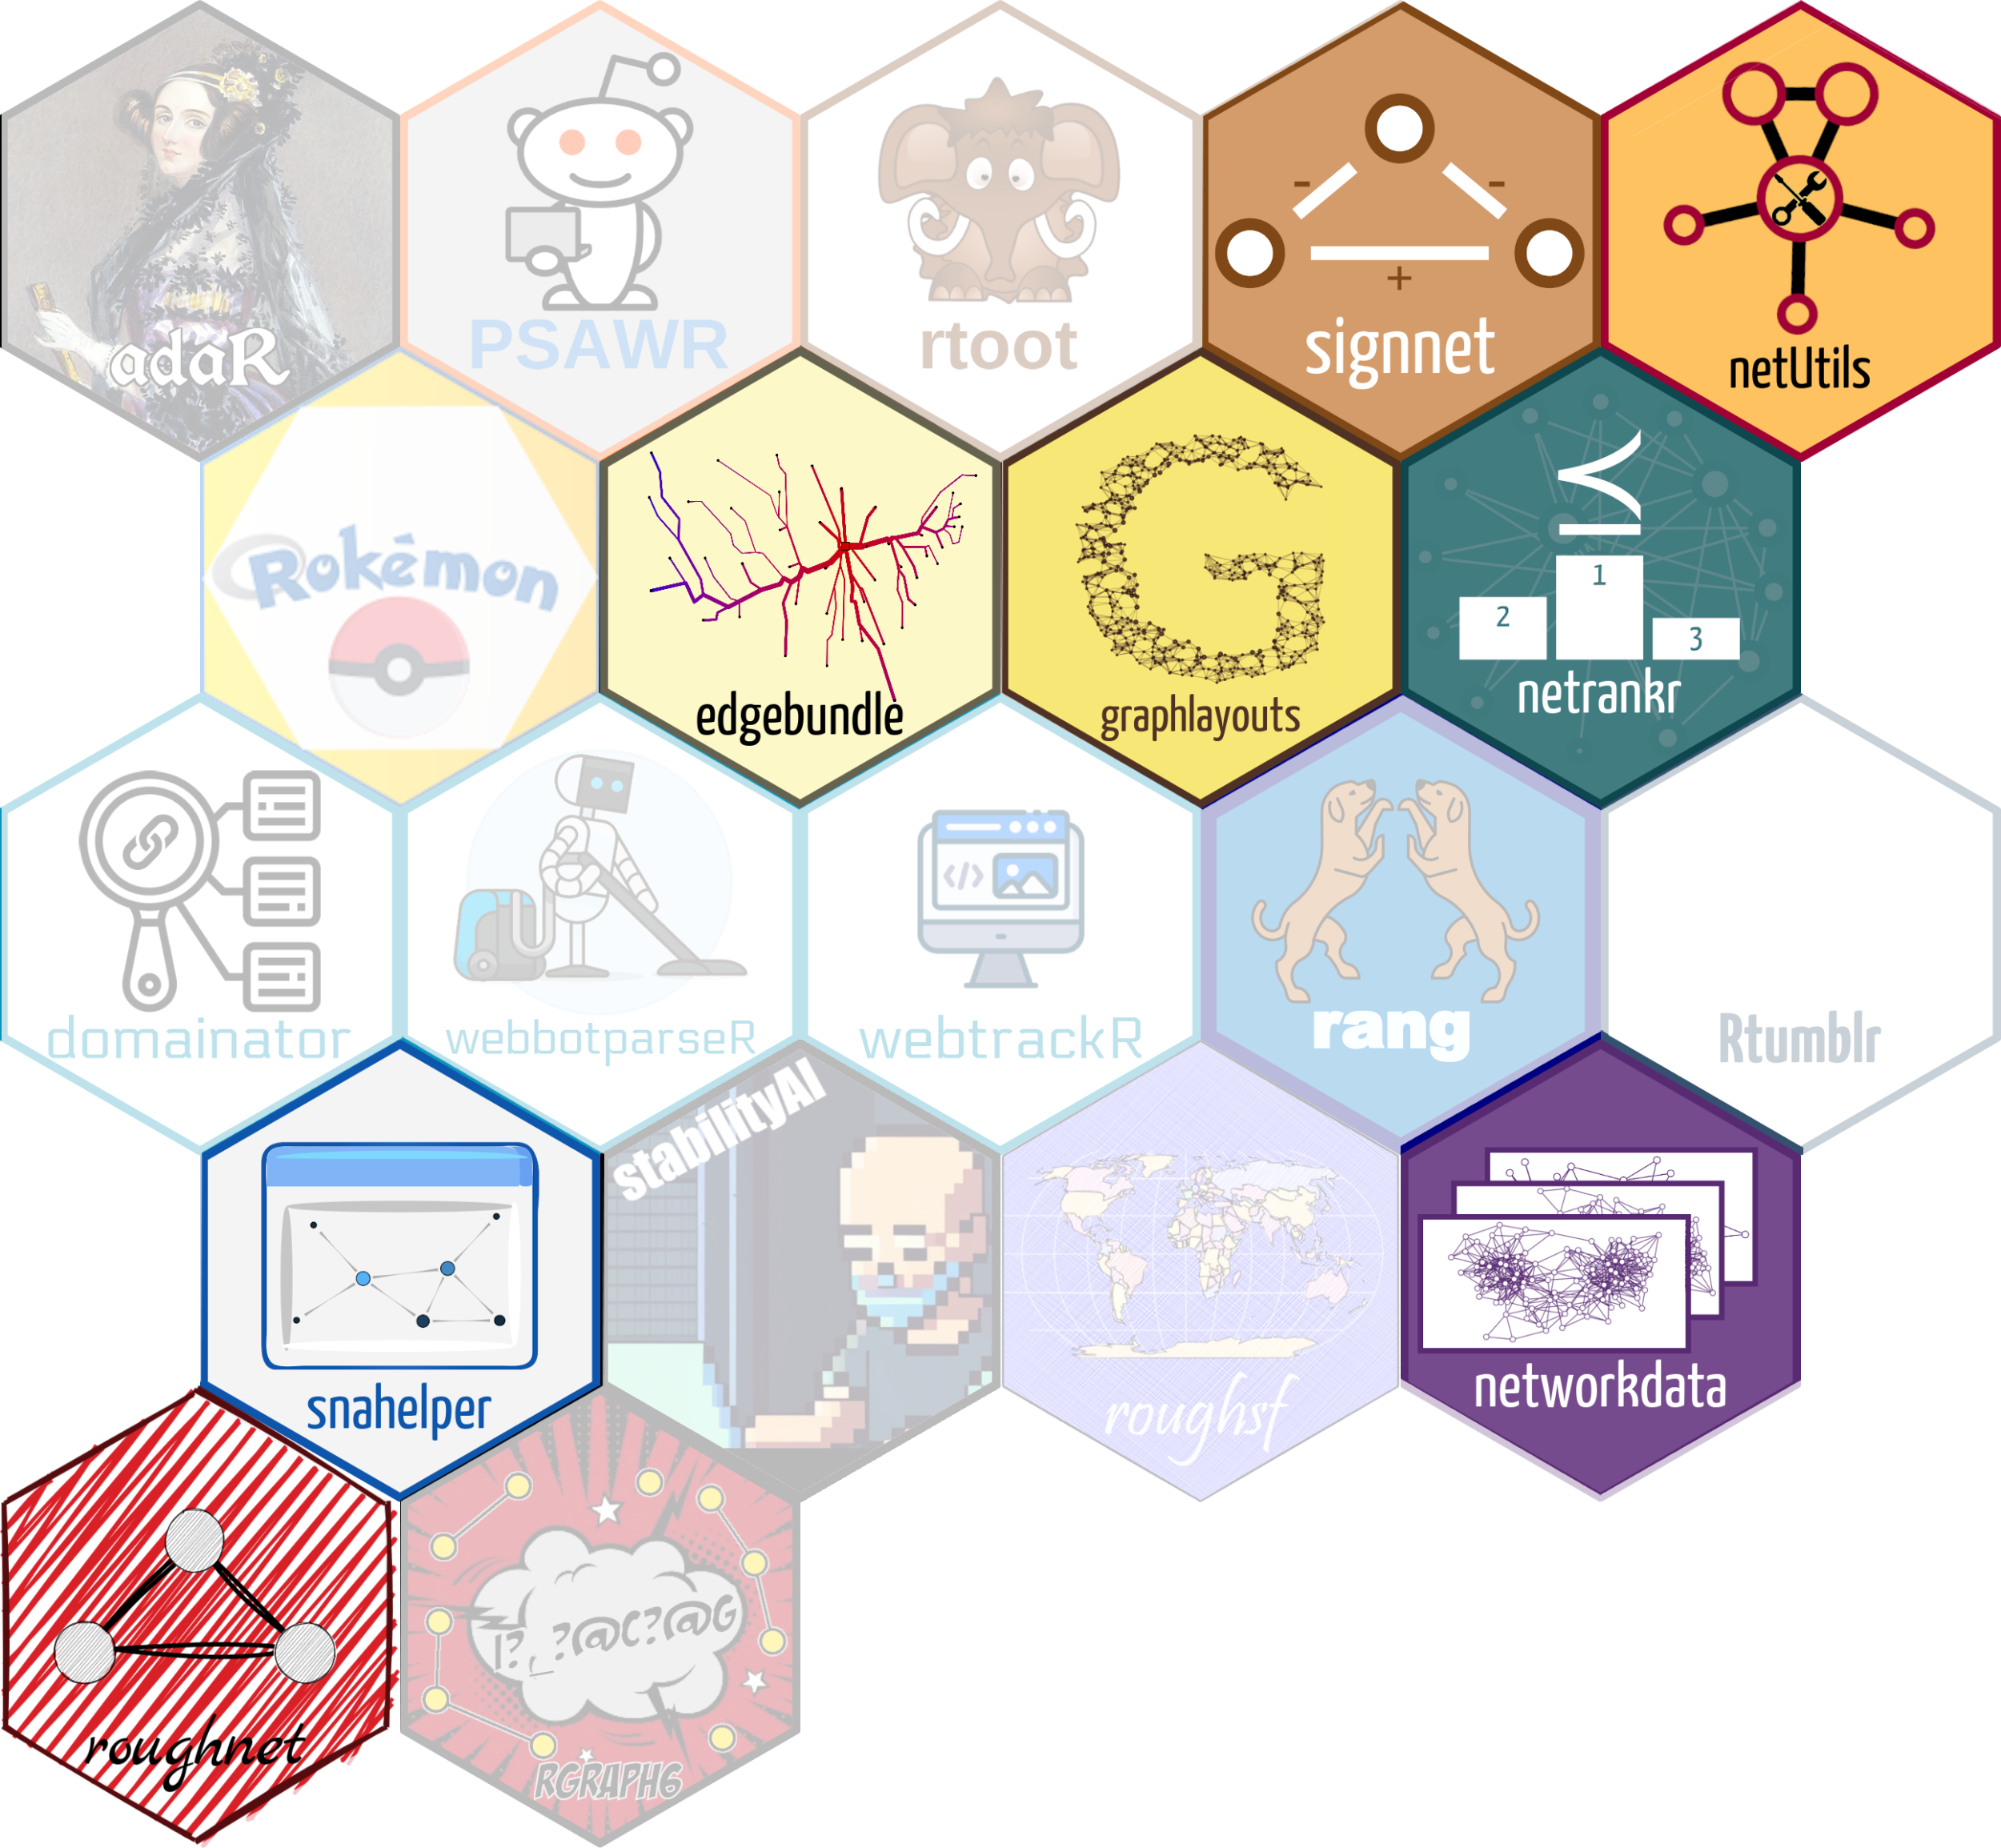 adaR
PSAWR
rtoot
-
-
+
signnet
netUtils
Rokémon
edgebundle
G
graphlayouts
1
2
3
netrankr
domainator
webbotparseR
</>
webtrackR
rang
Rtumblr
snahelper
stabilityAI
roughsf
networkdata
roughnet
!?_?@C?@G
RGRAPH6